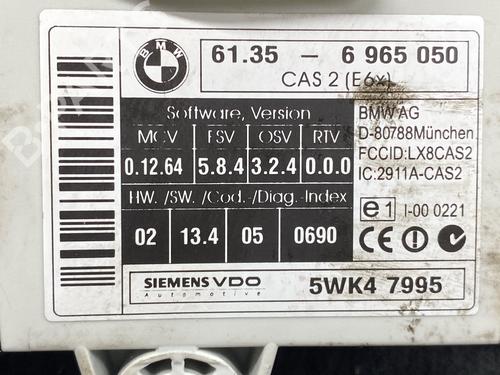 BMW
61.35 - 6 965 050
CAS 2 (E6x)
Software, Version
MCV FSV OSV RTV
0.12.64 5.8.4 3.2.4 0.0.0
HW. /SW. /Cod.-/Diag.-Index
02 13.4 05 0690
BMW AG
D-80788München
FCCID:LX8CAS2
IC:2911A-CAS2
e1 I-00 0221
CE
SIEMENS VDO
Automotive
5WK4 7995